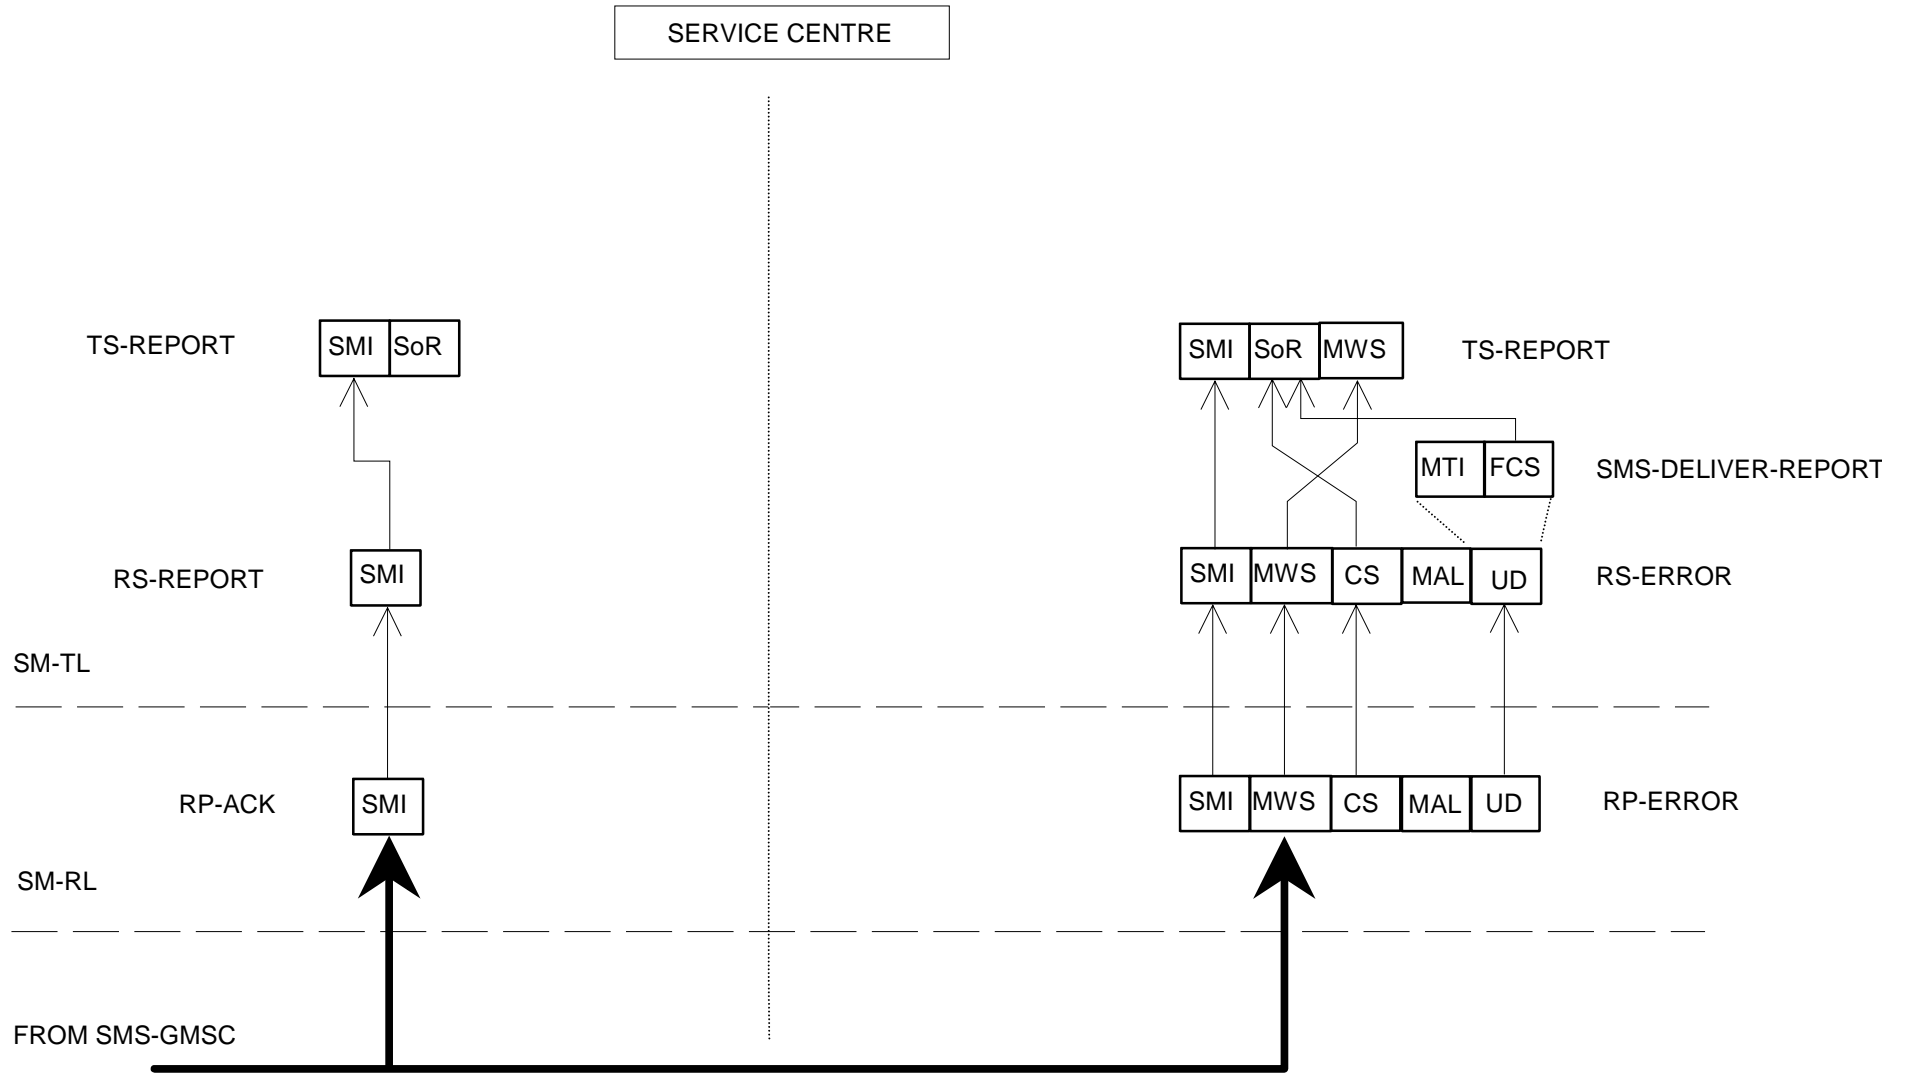 SERVICE CENTRE
TS-REPORT SMI SoR SMI SoR MWS TS-REPORT
MTI FCS SMS-DELIVER-REPORT
RS-REPORT SMI SMI MWS CS MAL UD RS-ERROR
SM-TL
RP-ACK SMI SMI MWS CS MAL UD RP-ERROR
SM-RL
FROM SMS-GMSC